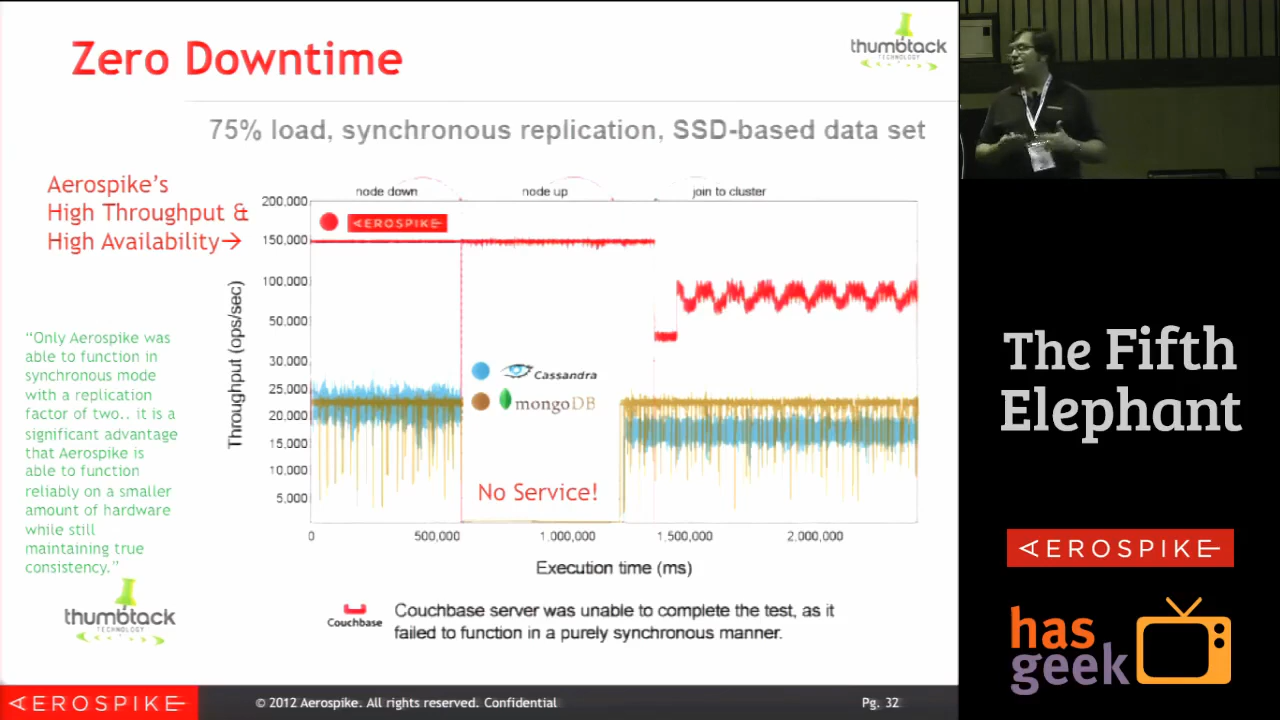 Zero Downtime
thumbtack
TECHNOLOGY
75% load, synchronous replication, SSD-based data set
Aerospike's
High Throughput &
High Availability→
node down
node up
join to cluster
200.000
150.000
100.000
50.000
30.000
25.000
20.000
15.000
10.000
5.000
Throughput (ops/sec)
AEROSPIKE
Cassandra
mongoDB
No Service!
0
500,000
1,000,000
1,500,000
2,000,000
Execution time (ms)
“Only Aerospike was
able to function in
synchronous mode
with a replication
factor of two.. it is a
significant advantage
that Aerospike is
able to function
reliably on a smaller
amount of hardware
while still
maintaining true
consistency.”
thumbtack
TECHNOLOGY
Couchbase
Couchbase server was unable to complete the test, as it
failed to function in a purely synchronous manner.
AEROSPIKE
© 2012 Aerospike. All rights reserved. Confidential
Pg. 32
The Fifth
Elephant
AEROSPIKE
has
geek